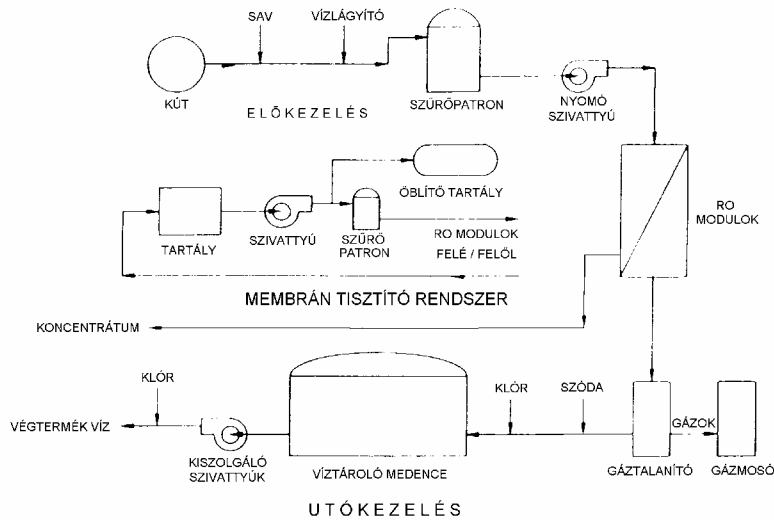 SAV
VÍZLÁGYÍTÓ
KÚT
ELŐKEZELÉS
SZŰRŐPATRON
NYOMÓ
SZIVATTYÚ
RO
MODULOK
ÖBLÍTŐ TARTÁLY
TARTÁLY
SZIVATTYÚ
SZŰRŐ
PATRON
RO MODULOK
FELÉ / FELŐL
MEMBRÁN TISZTÍTÓ RENDSZER
KONCENTRÁTUM
KLÓR
VÉGTERMÉK VÍZ
KISZOLGÁLÓ
SZIVATTYÚK
VÍZTÁROLÓ MEDENCE
KLÓR
SZÓDA
GÁZOK
GÁZTALANÍTÓ
GÁZMOSÓ
UTÓKEZELÉS